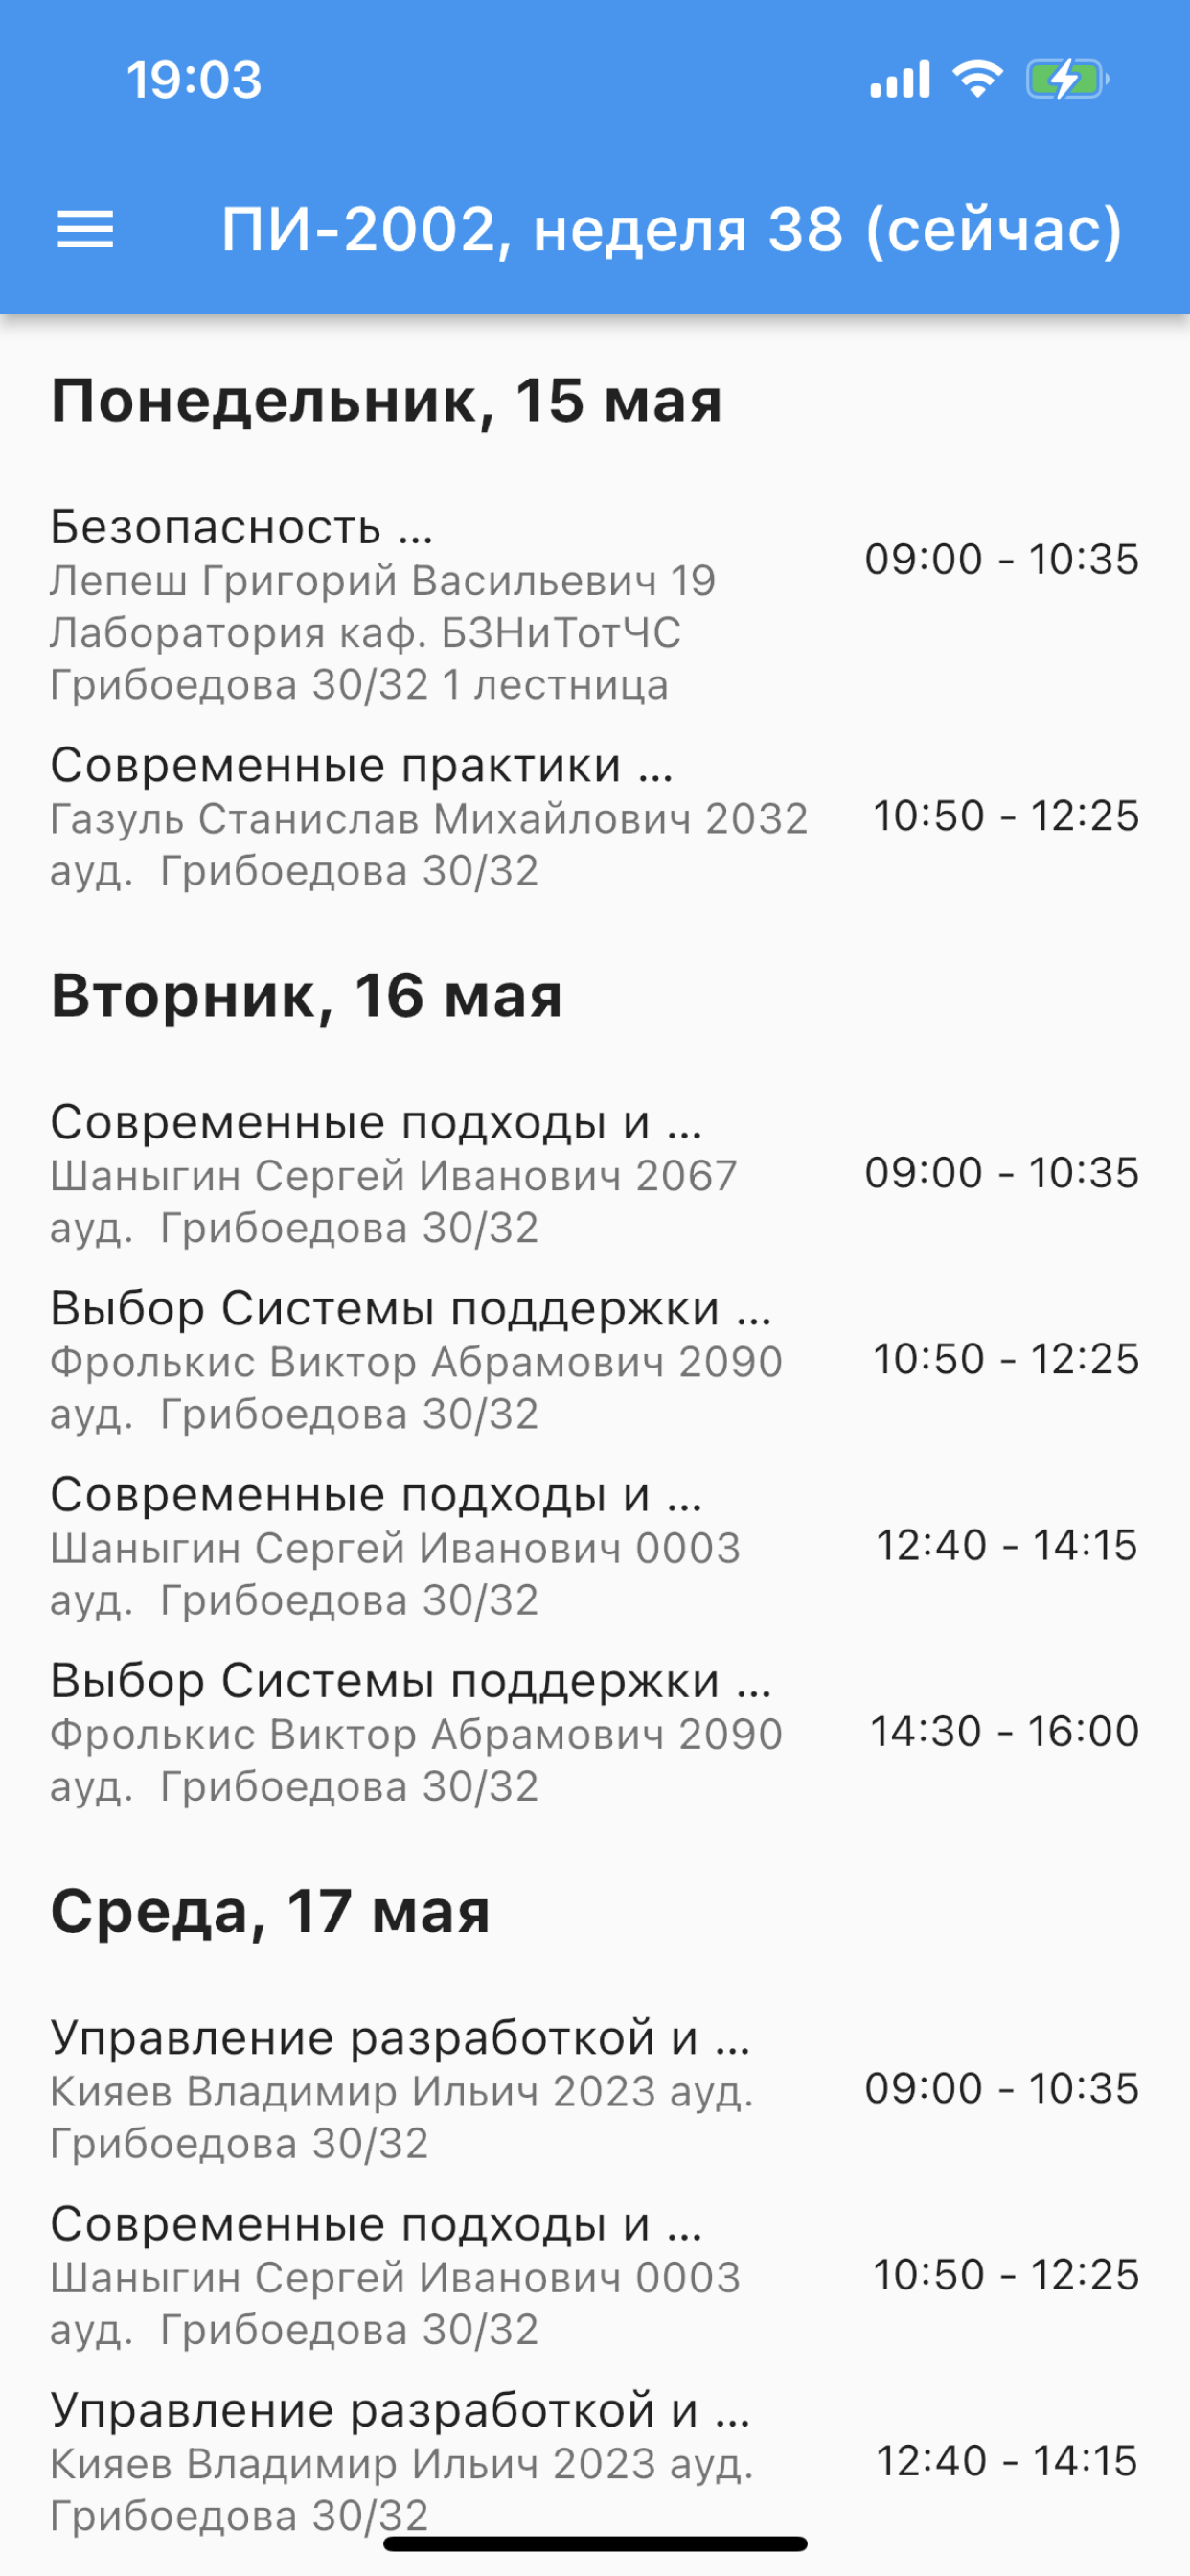 19:03
ПИ-2002, неделя 38 (сейчас)
Понедельник, 15 мая
Безопасность ...
09:00 - 10:35
Лепеш Григорий Васильевич 19
Лаборатория каф. БЗНиТотЧС
Грибоедова 30/32 1 лестница
Современные практики ...
10:50 - 12:25
Газуль Станислав Михайлович 2032
ауд.  Грибоедова 30/32
Вторник, 16 мая
Современные подходы и ...
09:00 - 10:35
Шаныгин Сергей Иванович 2067
ауд.  Грибоедова 30/32
Выбор Системы поддержки ...
10:50 - 12:25
Фролькис Виктор Абрамович 2090
ауд.  Грибоедова 30/32
Современные подходы и ...
12:40 - 14:15
Шаныгин Сергей Иванович 0003
ауд.  Грибоедова 30/32
Выбор Системы поддержки ...
14:30 - 16:00
Фролькис Виктор Абрамович 2090
ауд.  Грибоедова 30/32
Среда, 17 мая
Управление разработкой и ...
09:00 - 10:35
Кияев Владимир Ильич 2023 ауд.
Грибоедова 30/32
Современные подходы и ...
10:50 - 12:25
Шаныгин Сергей Иванович 0003
ауд.  Грибоедова 30/32
Управление разработкой и ...
12:40 - 14:15
Кияев Владимир Ильич 2023 ауд.
Грибоедова 30/32